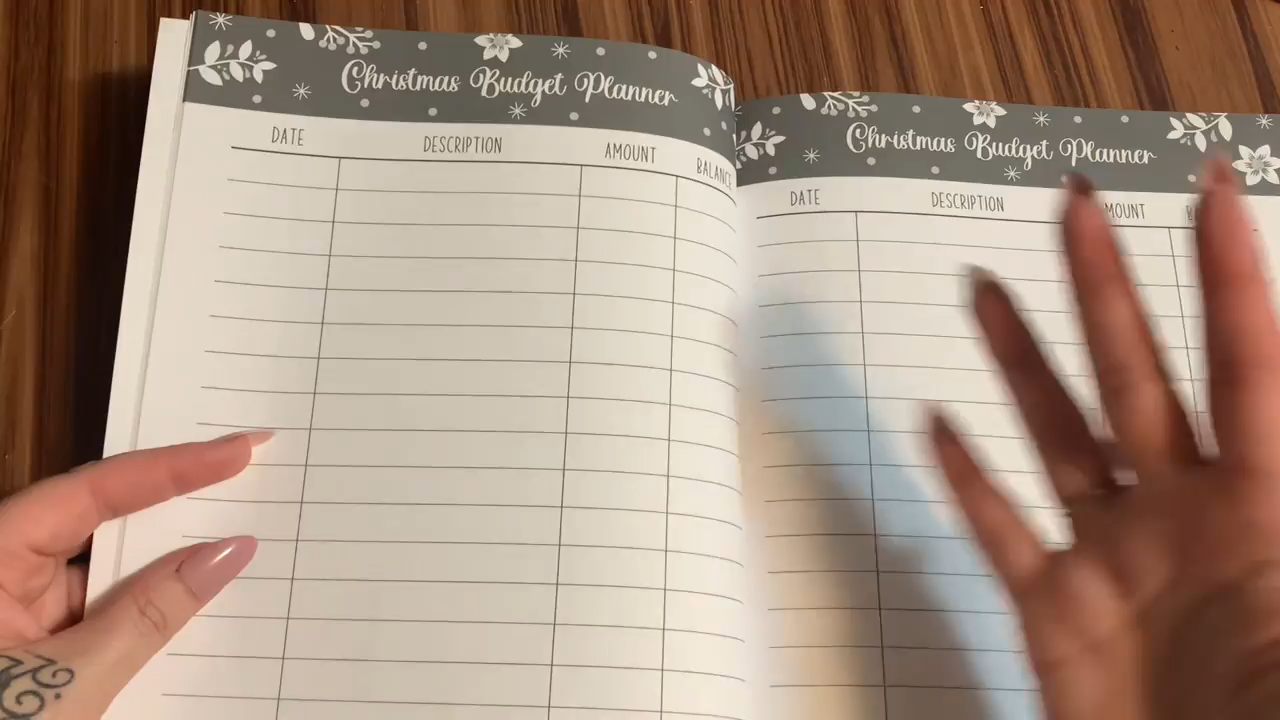 Christmas Budget Planner
DATE DESCRIPTION AMOUNT BALANCE
Christmas Budget Planner
DATE DESCRIPTION